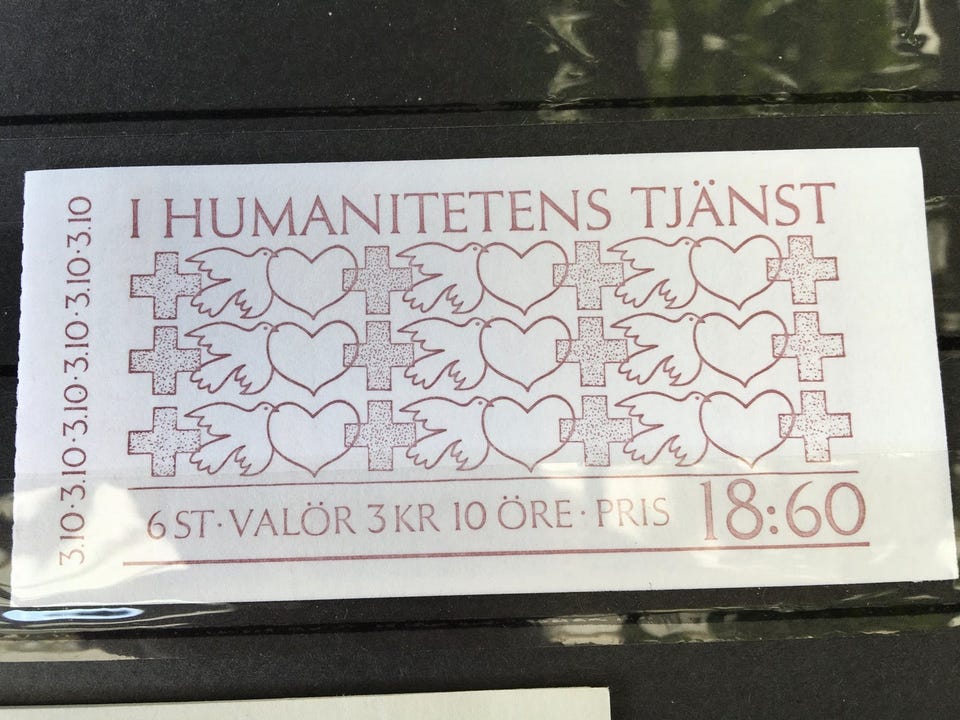 I HUMANITETENS TJÄNST
3.10·3.10·3.10·3.10·3.10·3.10
6 ST·VALÖR 3 KR 10 ÖRE·PRIS 18:60